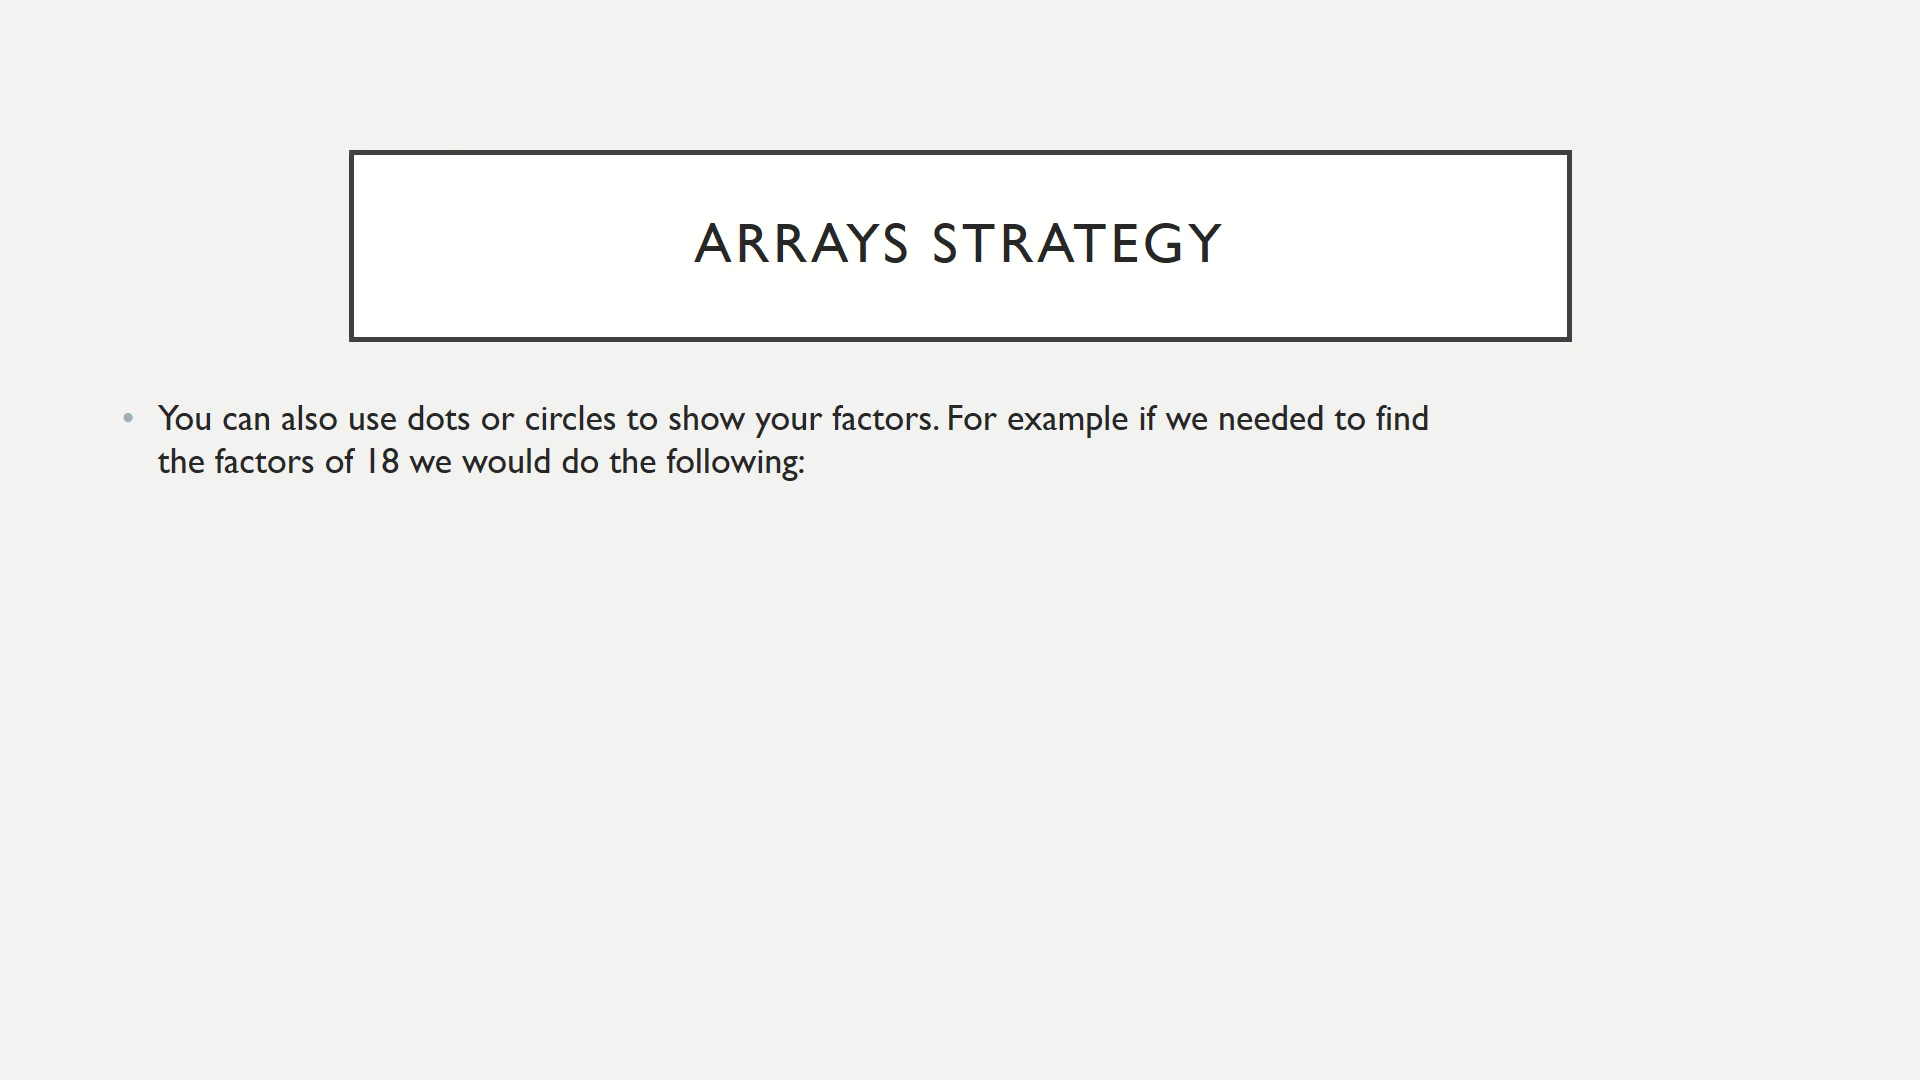 ARRAYS STRATEGY
• You can also use dots or circles to show your factors. For example if we needed to find
the factors of 18 we would do the following: